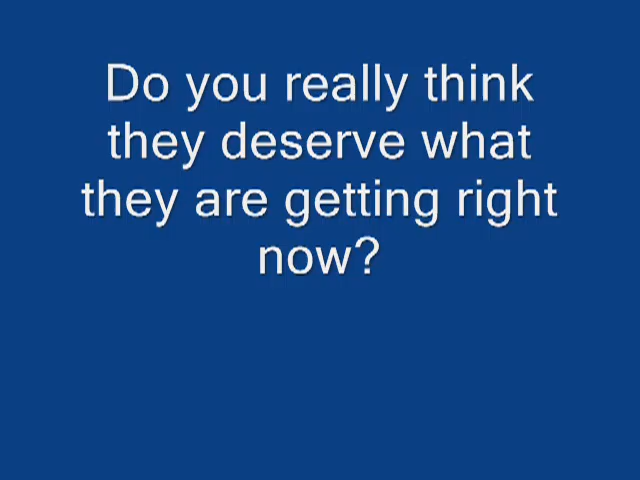 Do you really think
they deserve what
they are getting right
now?